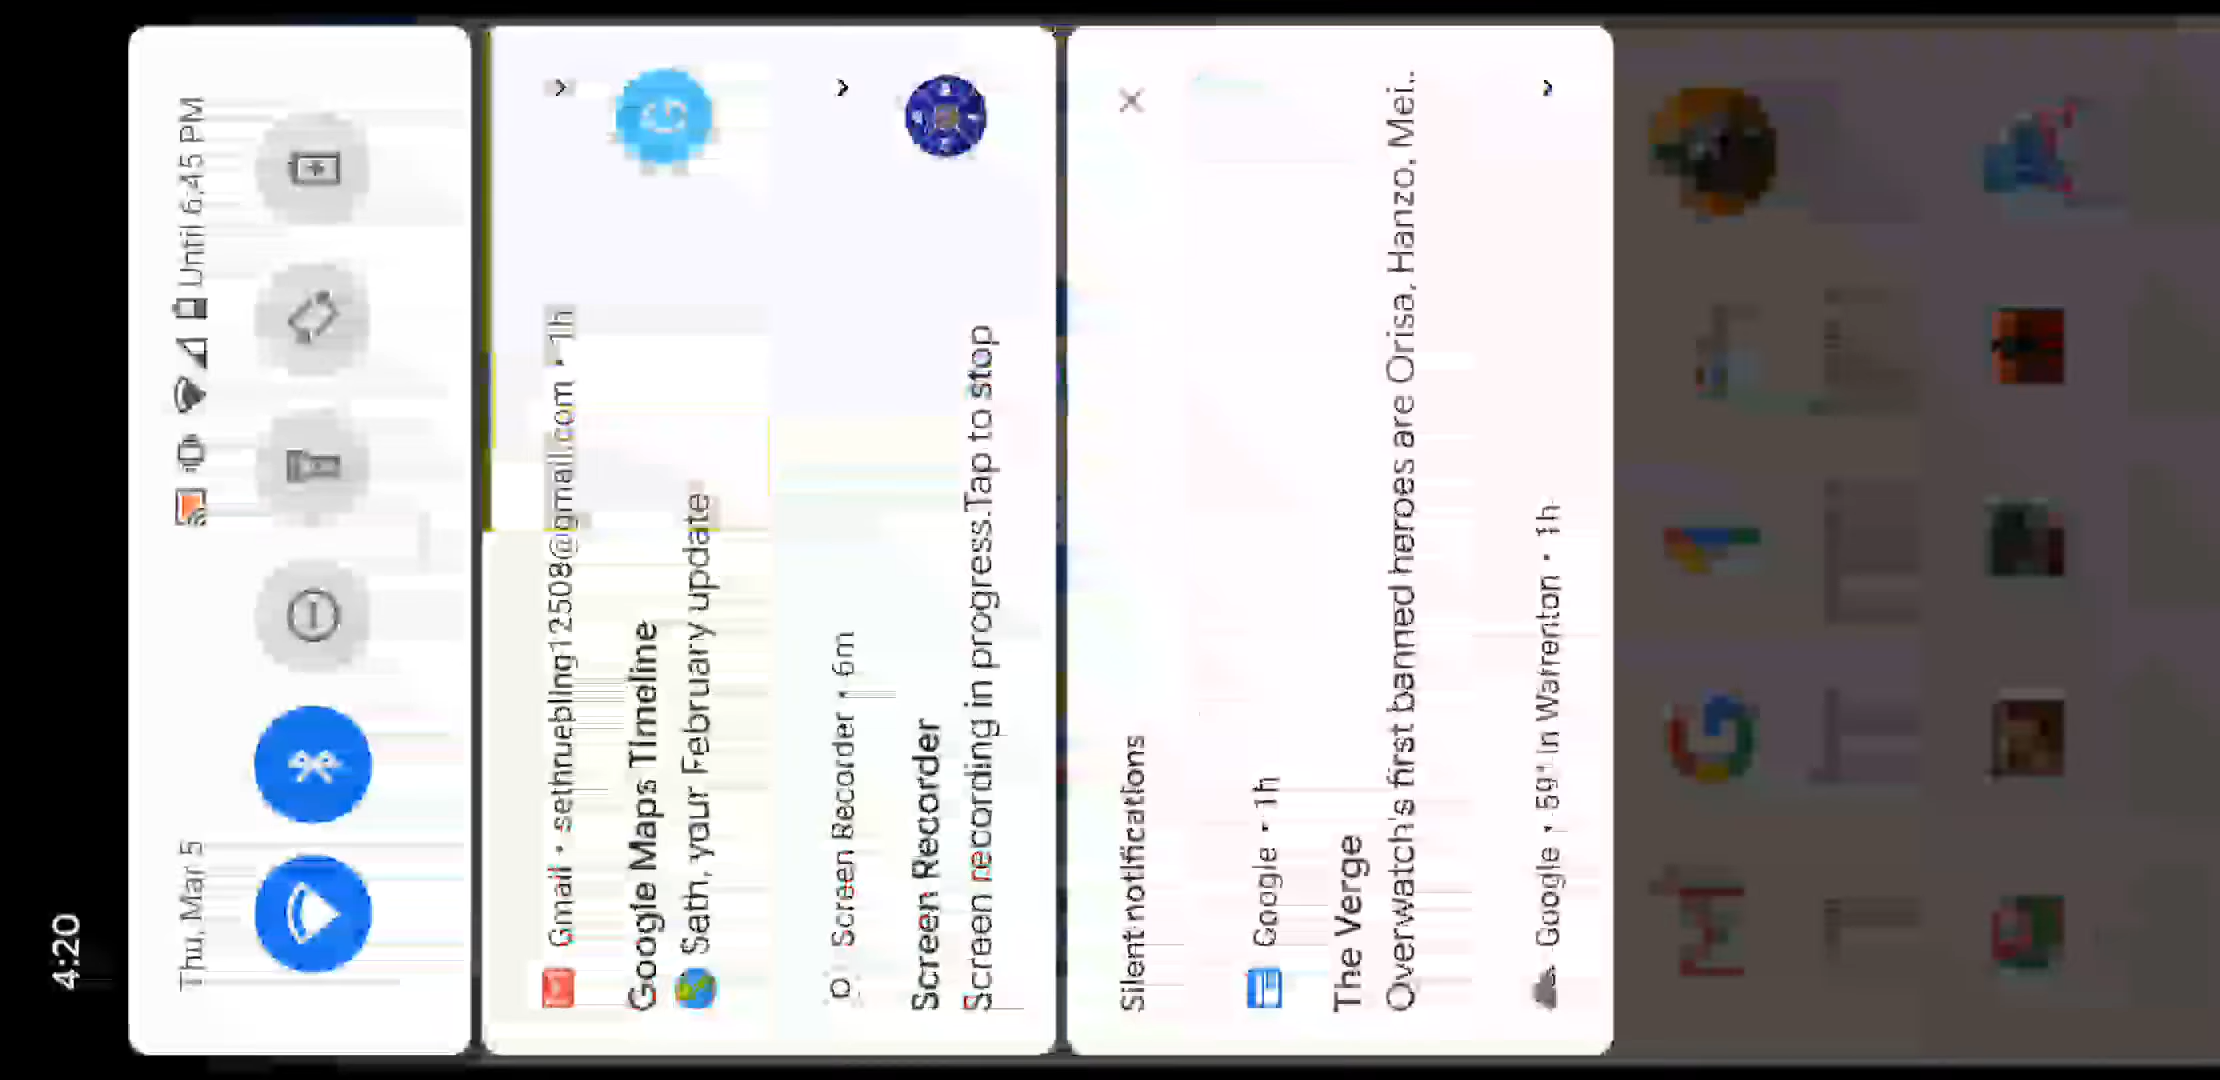 4:20
Thu, Mar 5
Until 6:45 PM
Gmail • sethruebling12508@gmail.com • 1h
Google Maps Timeline
🌎 Sath, your February update
Screen Recorder • 6m
Screen Recorder
Screen recording in progress.Tap to stop
Silent notifications
Google • 1h
The Verge
Overwatch's first banned heroes are Orisa, Hanzo, Mei..
Google • 59° in Warrenton • 1h